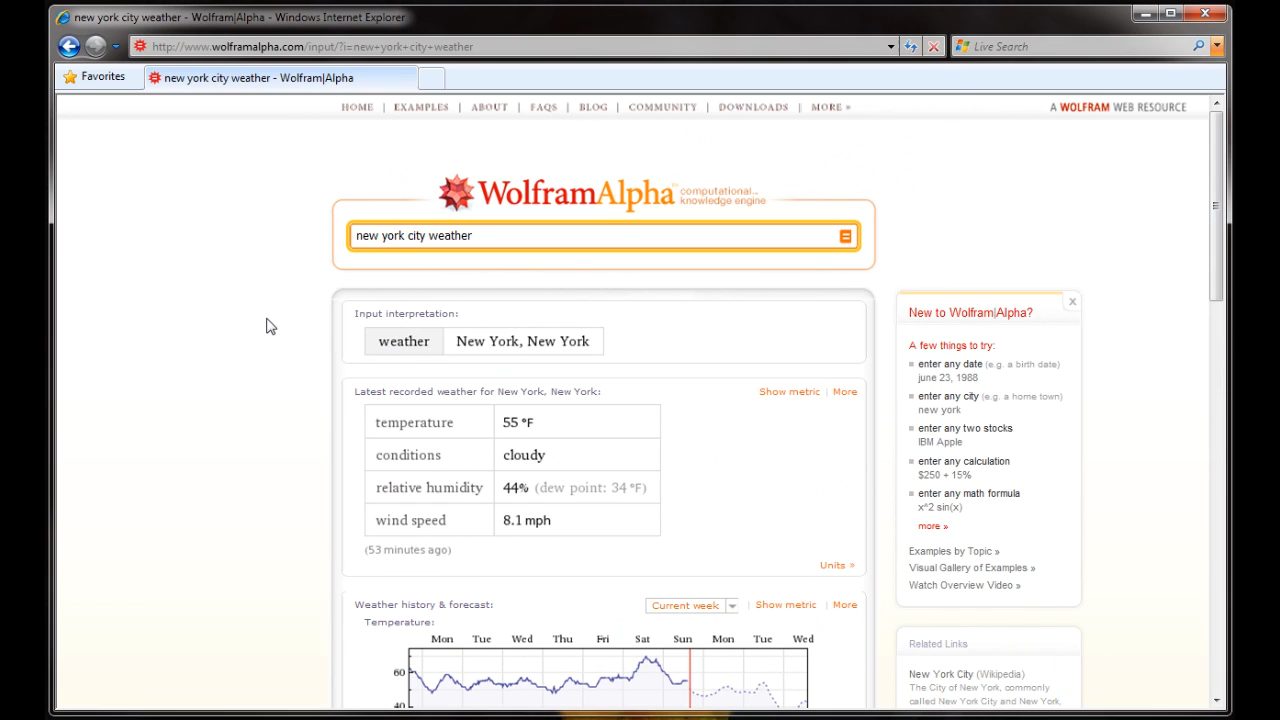 new york city weather - Wolfram|Alpha - Windows Internet Explorer
http://www.wolframalpha.com/input/?i=new+york+city+weather
Live Search
Favorites
new york city weather - Wolfram|Alpha
HOME | EXAMPLES | ABOUT | FAQS | BLOG | COMMUNITY | DOWNLOADS | MORE »
A WOLFRAM WEB RESOURCE
WolframAlpha computational... knowledge engine
new york city weather
Input interpretation:
weather New York, New York
Latest recorded weather for New York, New York: Show metric | More
temperature 55 °F
conditions cloudy
relative humidity 44% (dew point: 34 °F)
wind speed 8.1 mph
(53 minutes ago)
Units »
Weather history & forecast: Current week Show metric | More
Temperature:
Mon Tue Wed Thu Fri Sat Sun Mon Tue Wed
60
40
New to Wolfram|Alpha?
A few things to try:
enter any date (e.g. a birth date)
june 23, 1988
enter any city (e.g. a home town)
new york
enter any two stocks
IBM Apple
enter any calculation
$250 + 15%
enter any math formula
x^2 sin(x)
more »
Examples by Topic »
Visual Gallery of Examples »
Watch Overview Video »
Related Links
New York City (Wikipedia)
The City of New York, commonly
called New York City and New York,